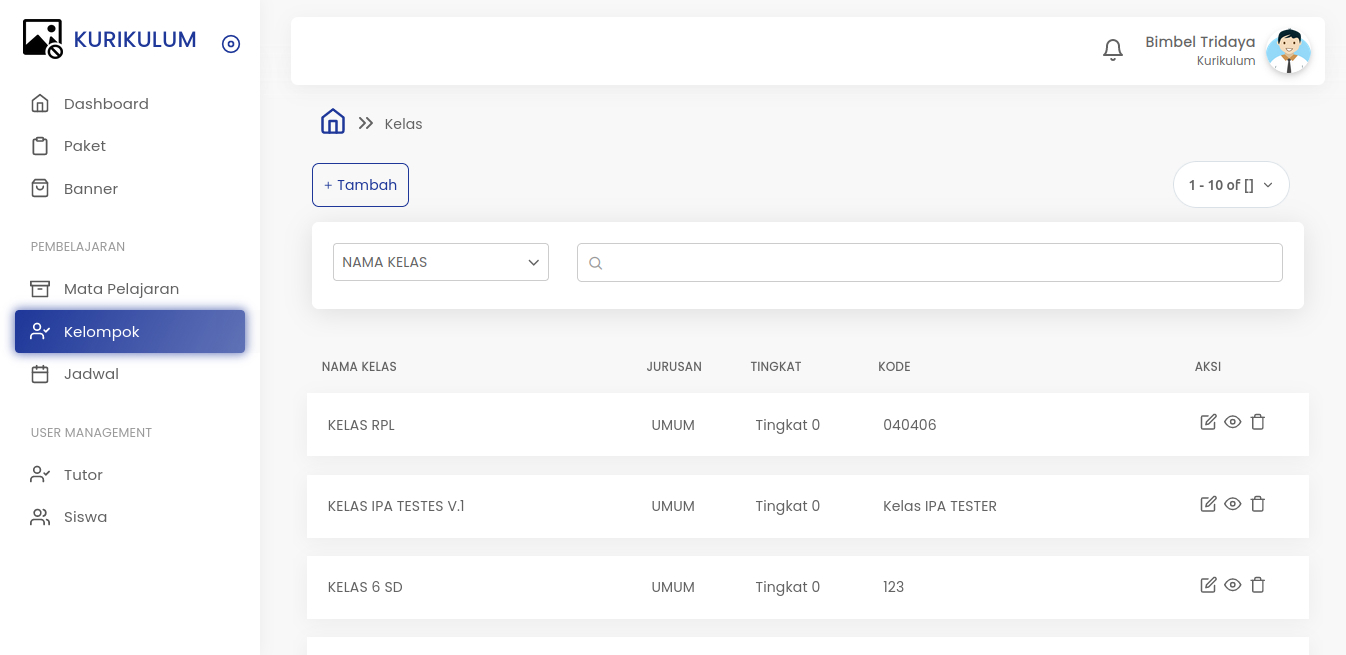 KURIKULUM
Dashboard
Paket
Banner
PEMBELAJARAN
Mata Pelajaran
Kelompok
Jadwal
USER MANAGEMENT
Tutor
Siswa
Bimbel Tridaya
Kurikulum
Kelas
+ Tambah
1 - 10 of []
NAMA KELAS
NAMA KELAS JURUSAN TINGKAT KODE AKSI
KELAS RPL UMUM Tingkat 0 040406
KELAS IPA TESTES V.1 UMUM Tingkat 0 Kelas IPA TESTER
KELAS 6 SD UMUM Tingkat 0 123